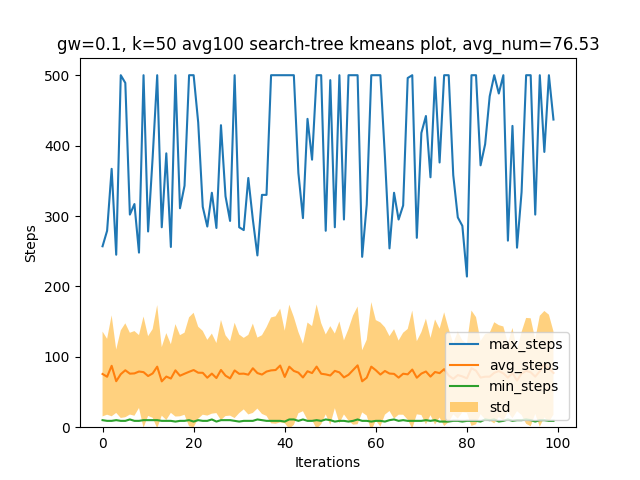 gw=0.1, k=50 avg100 search-tree kmeans plot, avg_num=76.53
500
400
300
200
100
0
Steps
max_steps
avg_steps
min_steps
std
0 20 40 60 80 100
Iterations